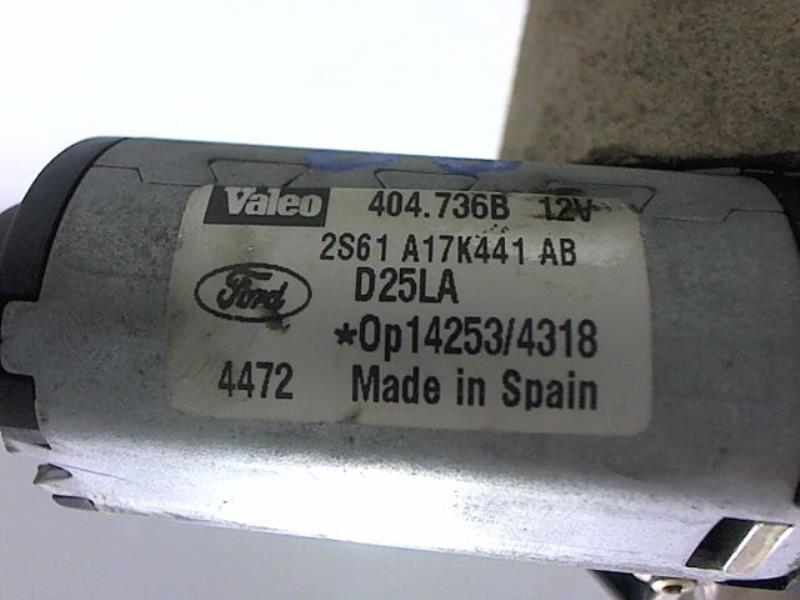 Valeo 404.736B 12V
2S61 A17K441 AB
Ford D25LA
*Op14253/4318
4472 Made in Spain